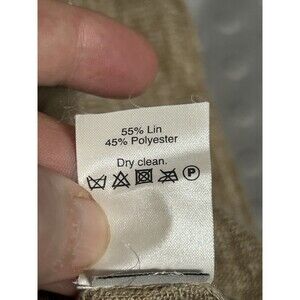 55% Lin
45% Polyester
Dry clean.
P